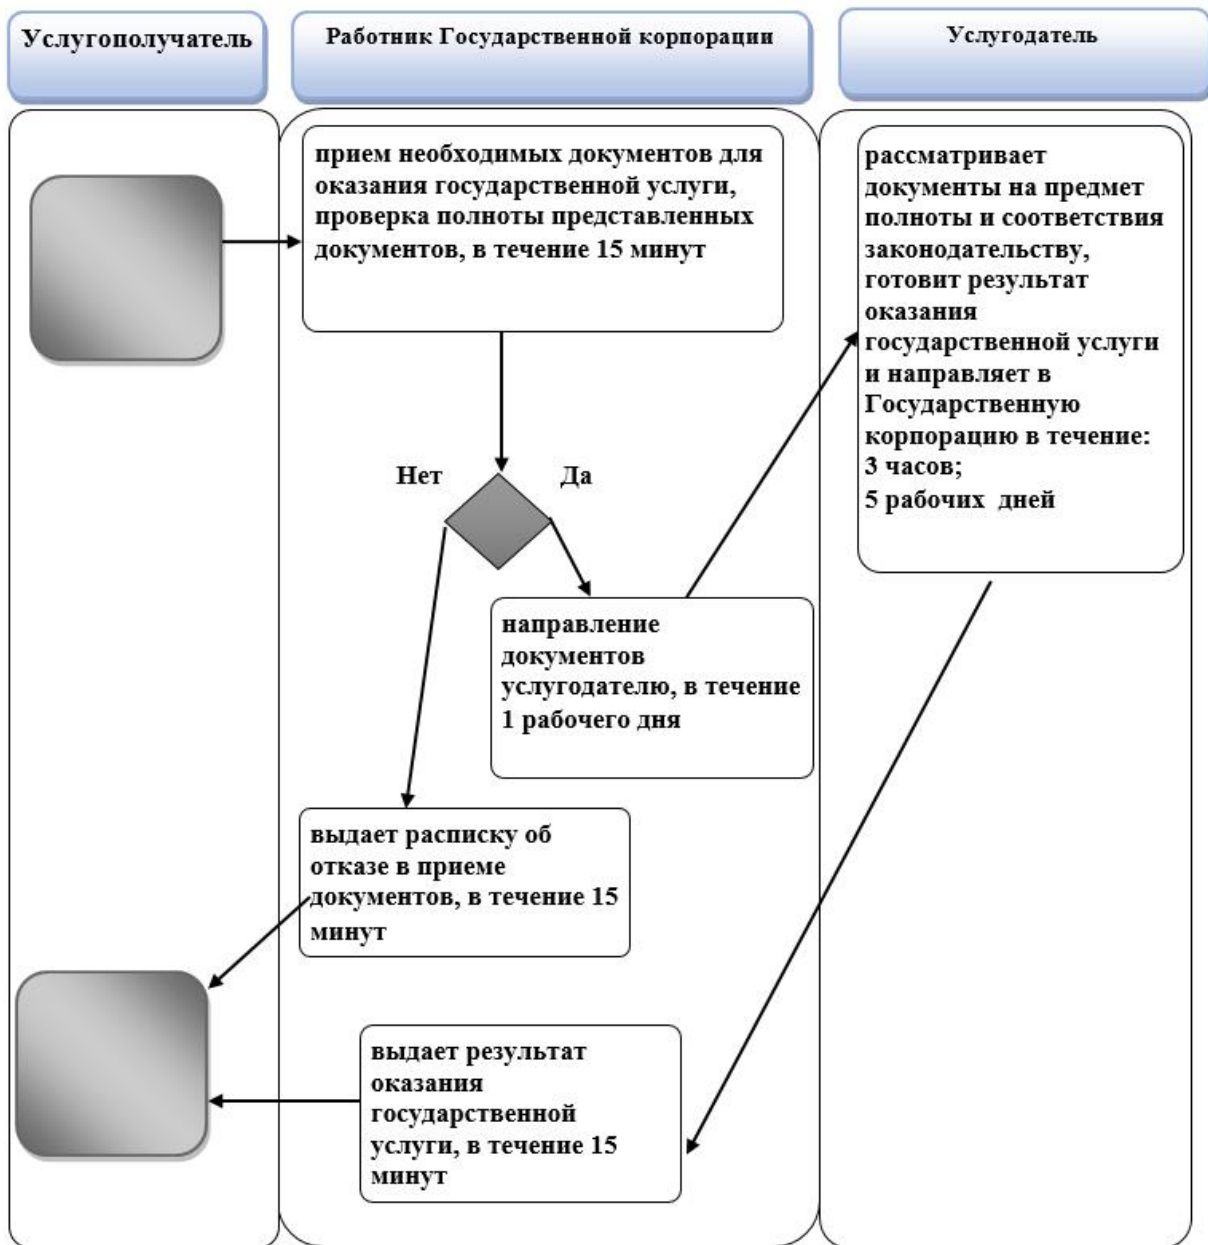 Услугополучатель
Работник Государственной корпорации
Услугодатель
прием необходимых документов для
оказания государственной услуги,
проверка полноты представленных
документов, в течение 15 минут
рассматривает
документы на предмет
полноты и соответствия
законодательству,
готовит результат
оказания
государственной услуги
и направляет в
Государственную
корпорацию в течение:
3 часов;
5 рабочих дней
Нет
Да
направление
документов
услугодателю, в течение
1 рабочего дня
выдает расписку об
отказе в приеме
документов, в течение 15
минут
выдает результат
оказания
государственной
услуги, в течение 15
минут